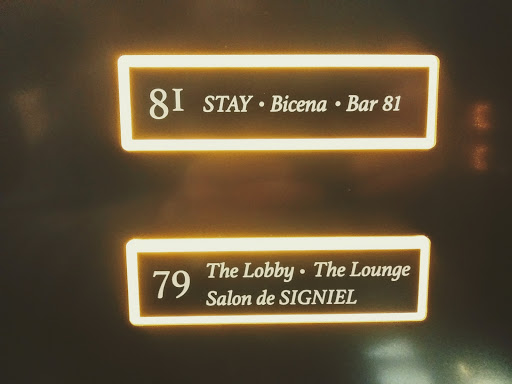 81 STAY • Bicena • Bar 81
79 The Lobby • The Lounge
Salon de SIGNIEL